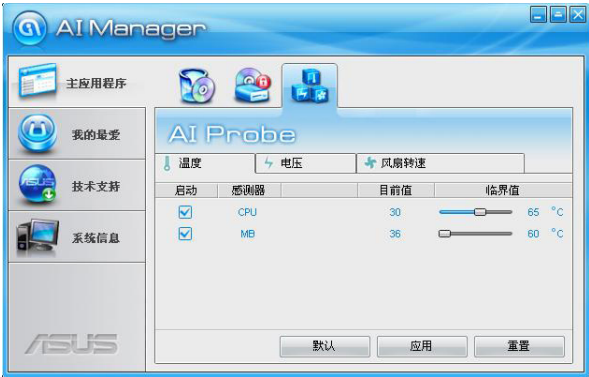 AI Manager
主应用程序
我的最爱
技术支持
系统信息
AI Probe
温度 电压 风扇转速
启动 感测器 目前值 临界值
CPU 30 65 °C
MB 36 60 °C
默认 应用 重置
ASUS